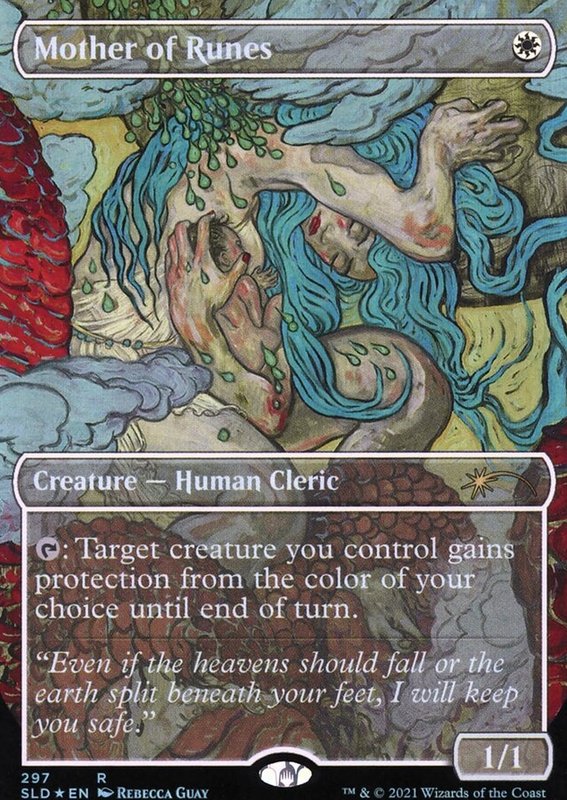 Mother of Runes
Creature — Human Cleric
: Target creature you control gains
protection from the color of your
choice until end of turn.
“Even if the heavens should fall or the
earth split beneath your feet, I will keep
you safe.”
1/1
297 R
SLD★EN REBECCA GUAY
™ & © 2021 Wizards of the Coast